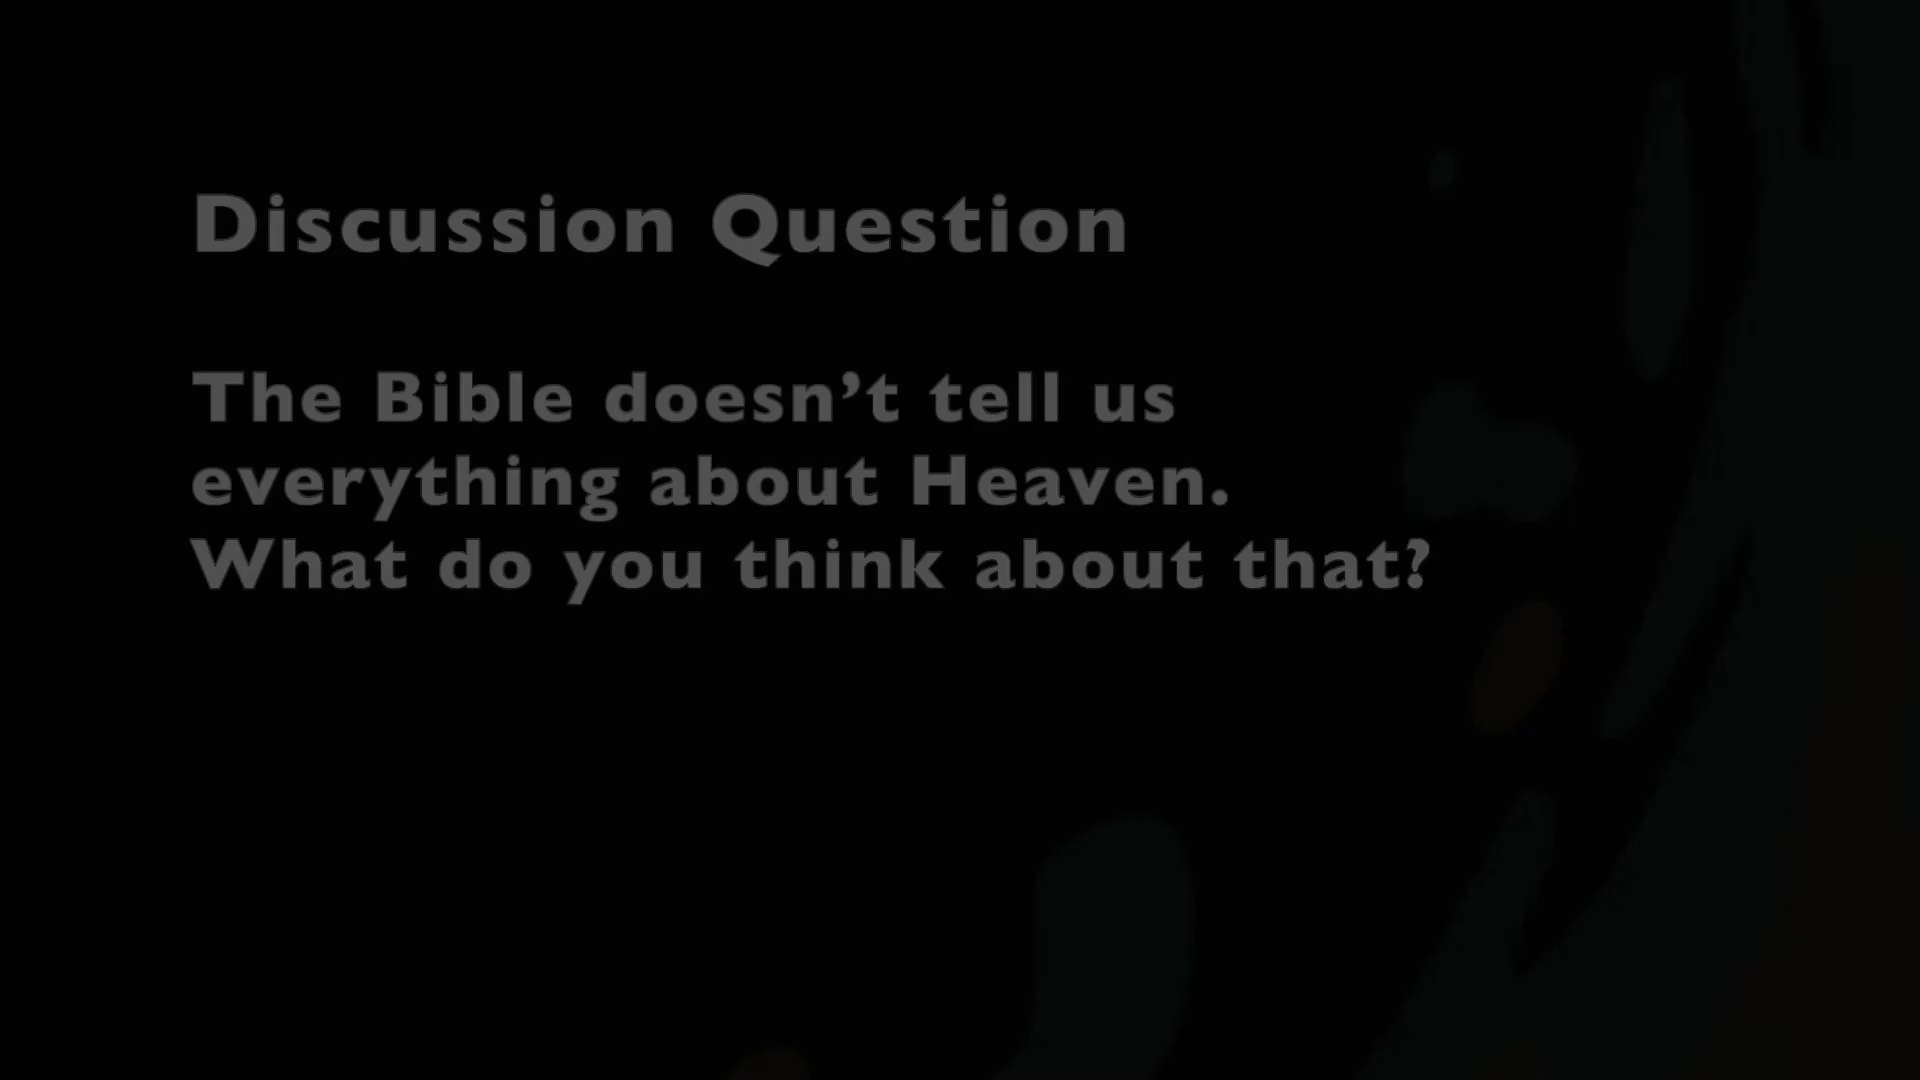 Discussion Question
The Bible doesn’t tell us
everything about Heaven.
What do you think about that?